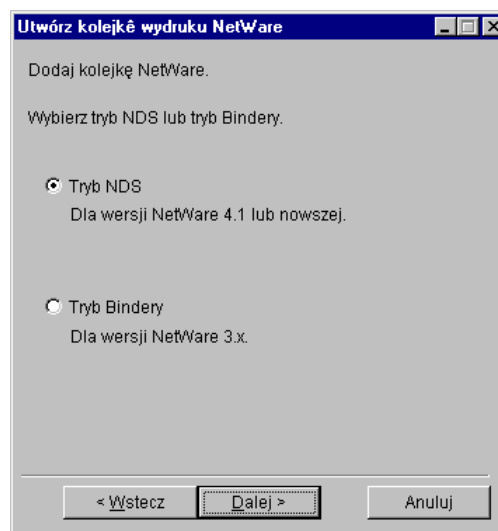 Utwórz kolejkê wydruku NetWare
Dodaj kolejkę NetWare.
Wybierz tryb NDS lub tryb Bindery.
Tryb NDS
Dla wersji NetWare 4.1 lub nowszej.
Tryb Bindery
Dla wersji NetWare 3.x.
< Wstecz
Dalej >
Anuluj